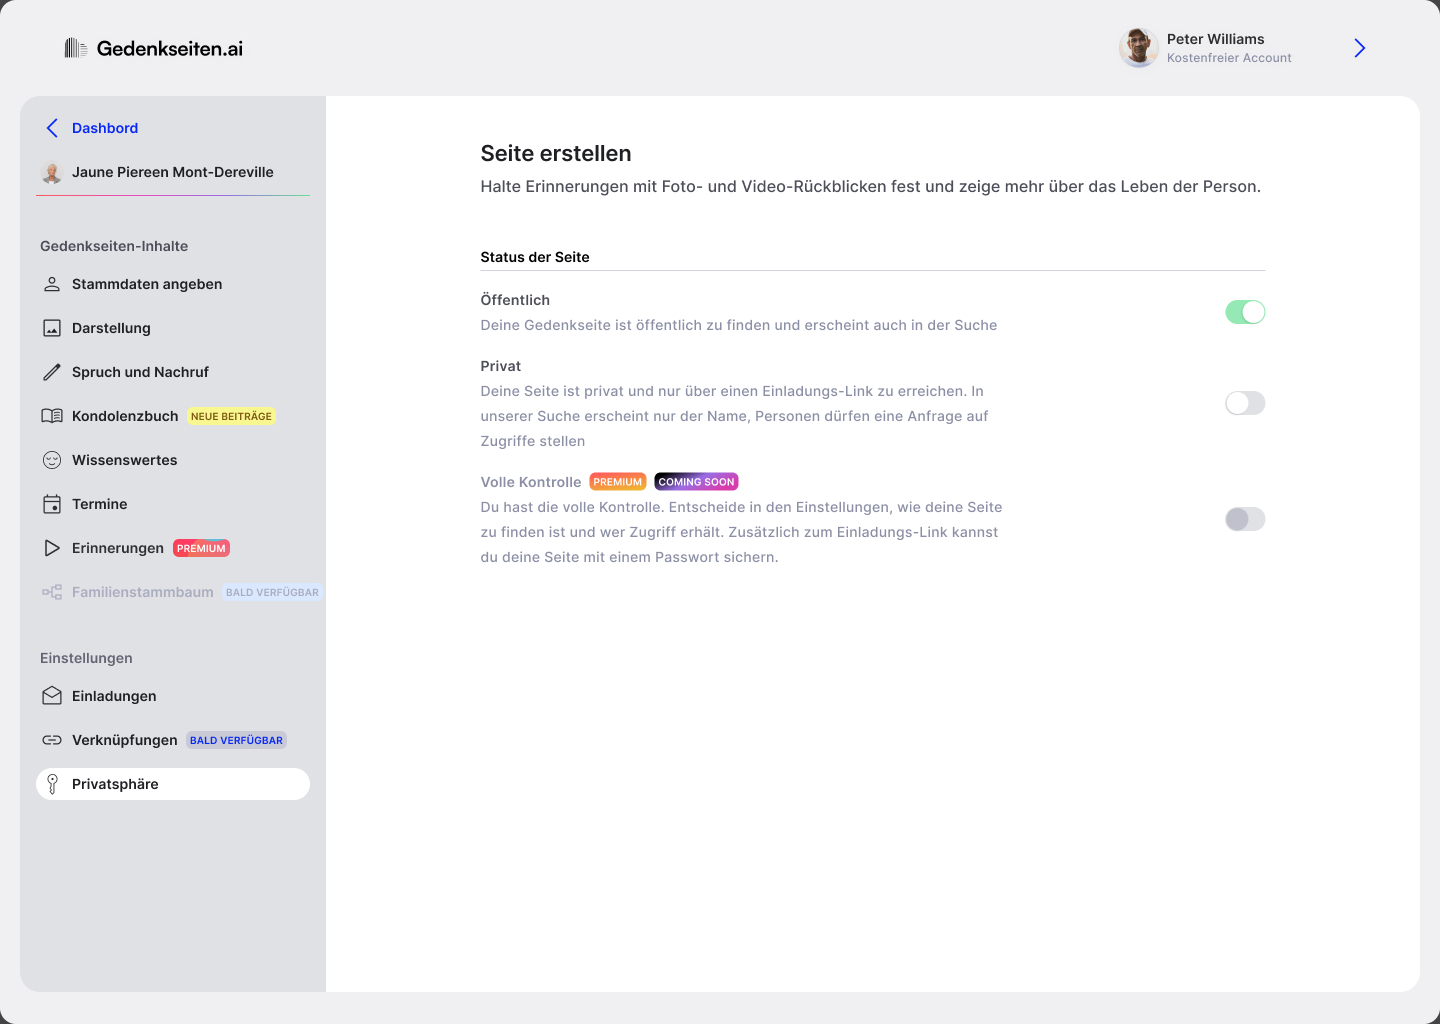 Gedenkseiten.ai
Peter Williams
Kostenfreier Account
Dashbord
Jaune Piereen Mont-Dereville
Gedenkseiten-Inhalte
Stammdaten angeben
Darstellung
Spruch und Nachruf
Kondolenzbuch NEUE BEITRÄGE
Wissenswertes
Termine
Erinnerungen PREMIUM
Familienstammbaum BALD VERFÜGBAR
Einstellungen
Einladungen
Verknüpfungen BALD VERFÜGBAR
Privatsphäre
Seite erstellen
Halte Erinnerungen mit Foto- und Video-Rückblicken fest und zeige mehr über das Leben der Person.
Status der Seite
Öffentlich
Deine Gedenkseite ist öffentlich zu finden und erscheint auch in der Suche
Privat
Deine Seite ist privat und nur über einen Einladungs-Link zu erreichen. In
unserer Suche erscheint nur der Name, Personen dürfen eine Anfrage auf
Zugriffe stellen
Volle Kontrolle PREMIUM COMING SOON
Du hast die volle Kontrolle. Entscheide in den Einstellungen, wie deine Seite
zu finden ist und wer Zugriff erhält. Zusätzlich zum Einladungs-Link kannst
du deine Seite mit einem Passwort sichern.